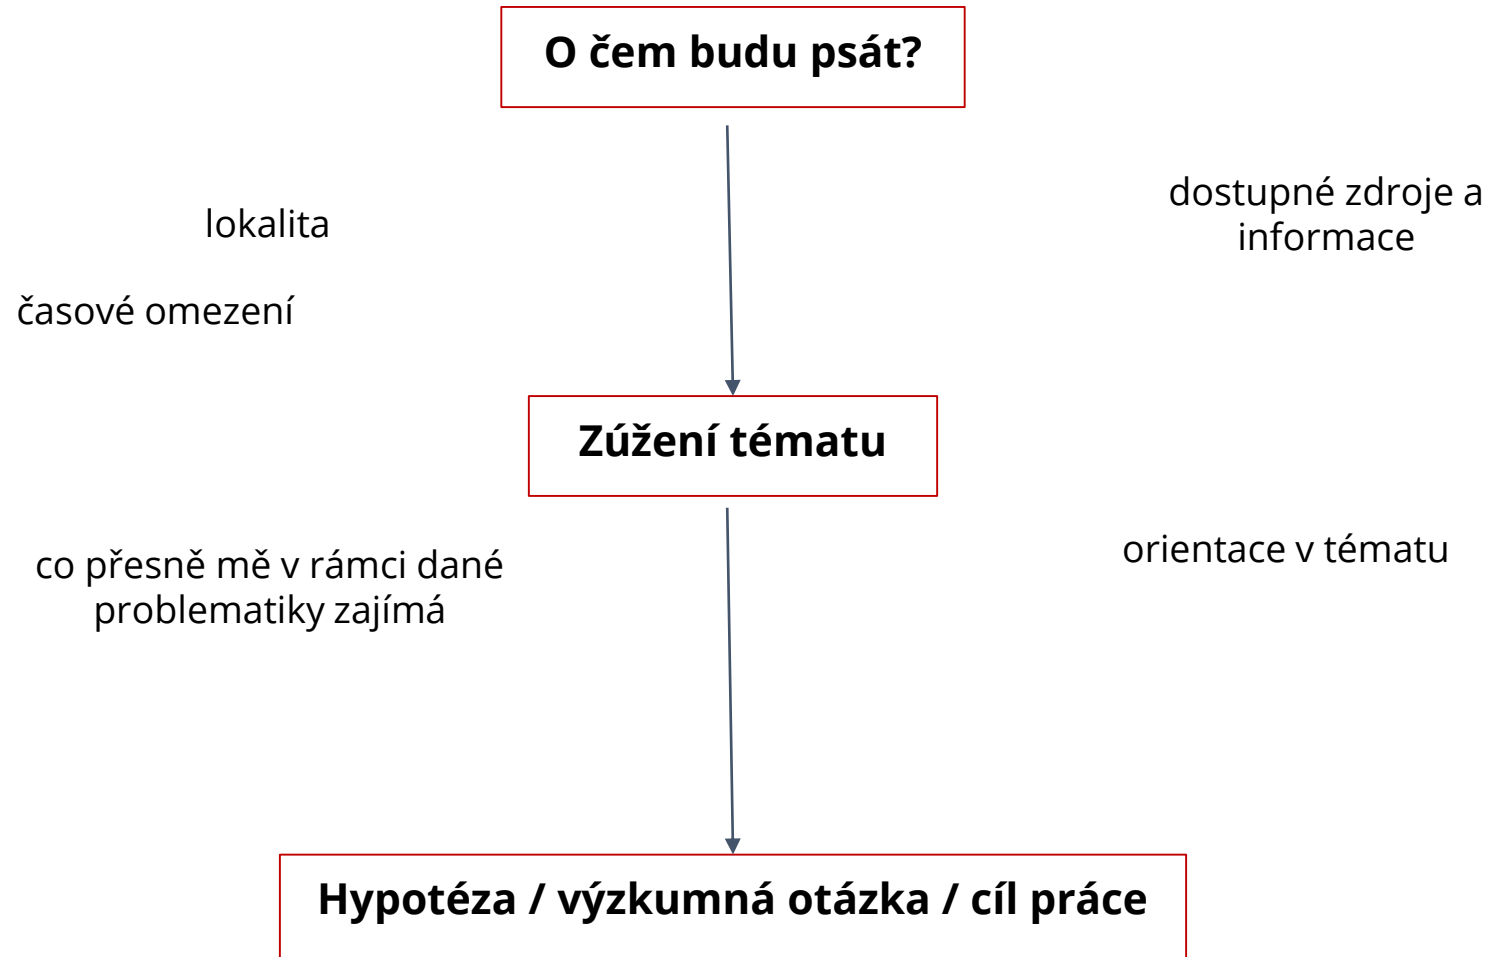 O čem budu psát?
dostupné zdroje a
informace
lokalita
časové omezení
Zúžení tématu
co přesně mě v rámci dané
problematiky zajímá
orientace v tématu
Hypotéza / výzkumná otázka / cíl práce